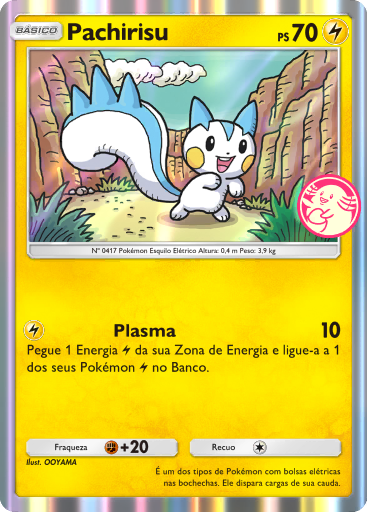 BÁSICO
Pachirisu
PS 70
Nº 0417 Pokémon Esquilo Elétrico Altura: 0,4 m Peso: 3,9 kg
Plasma 10
Pegue 1 Energia da sua Zona de Energia e ligue-a a 1
dos seus Pokémon no Banco.
Fraqueza +20 Recuo
Ilust. OOYAMA
É um dos tipos de Pokémon com bolsas elétricas
nas bochechas. Ele dispara cargas de sua cauda.